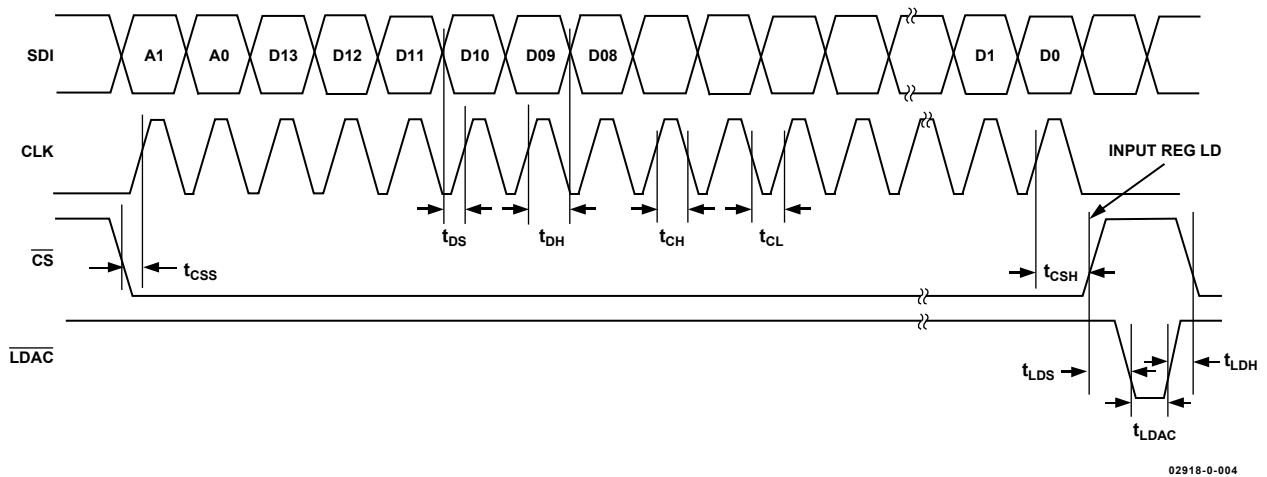 SDI
A1 A0 D13 D12 D11 D10 D09 D08 D1 D0
CLK
INPUT REG LD
tDS tDH tCH tCL
CS
tCSS
tCSH
LDAC
tLDS
tLDH
tLDAC
02918-0-004